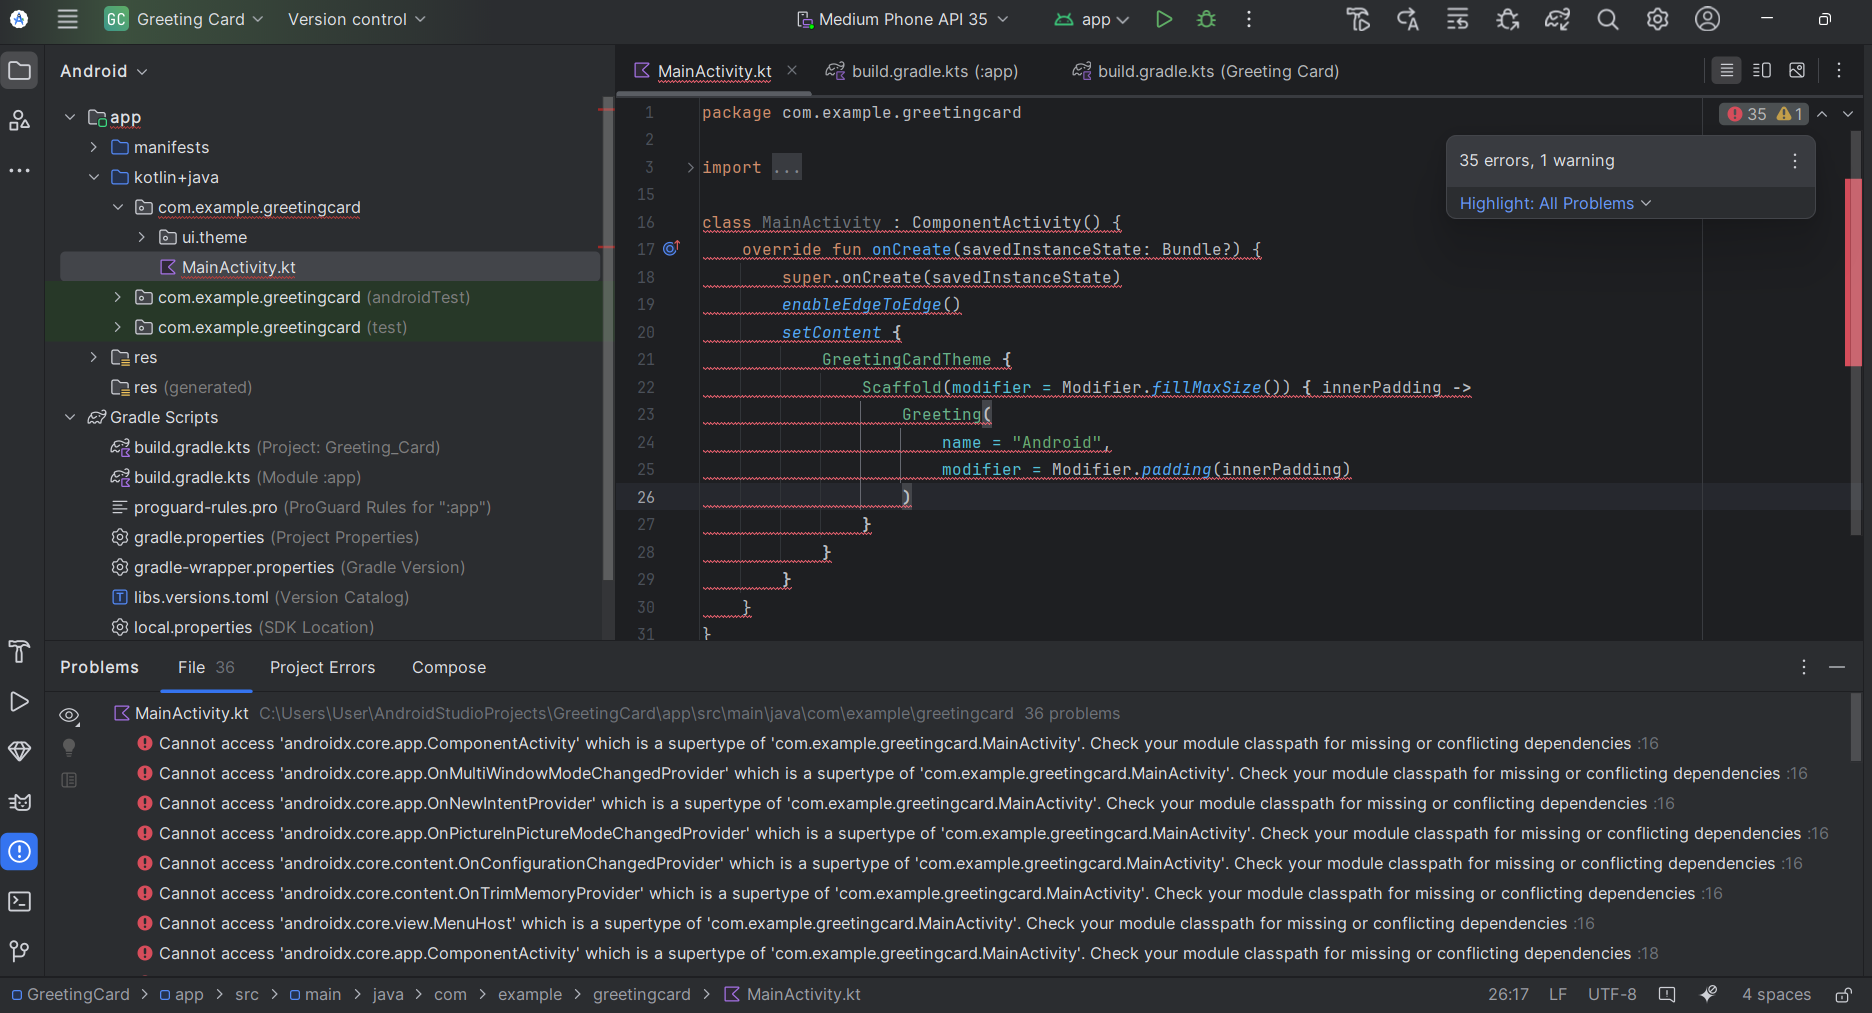 GC Greeting Card Version control Medium Phone API 35 app
Android
app
manifests
kotlin+java
com.example.greetingcard
ui.theme
MainActivity.kt
com.example.greetingcard (androidTest)
com.example.greetingcard (test)
res
res (generated)
Gradle Scripts
build.gradle.kts (Project: Greeting_Card)
build.gradle.kts (Module :app)
proguard-rules.pro (ProGuard Rules for ":app")
gradle.properties (Project Properties)
gradle-wrapper.properties (Gradle Version)
libs.versions.toml (Version Catalog)
local.properties (SDK Location)
MainActivity.kt build.gradle.kts (:app) build.gradle.kts (Greeting Card)
35 1
35 errors, 1 warning
Highlight: All Problems
1 package com.example.greetingcard
2
3 import ...
15
16 class MainActivity : ComponentActivity() {
17 override fun onCreate(savedInstanceState: Bundle?) {
18 super.onCreate(savedInstanceState)
19 enableEdgeToEdge()
20 setContent {
21 GreetingCardTheme {
22 Scaffold(modifier = Modifier.fillMaxSize()) { innerPadding ->
23 Greeting(
24 name = "Android",
25 modifier = Modifier.padding(innerPadding)
26 )
27 }
28 }
29 }
30 }
31 }
Problems File 36 Project Errors Compose
MainActivity.kt C:\Users\User\AndroidStudioProjects\GreetingCard\app\src\main\java\com\example\greetingcard 36 problems
Cannot access 'androidx.core.app.ComponentActivity' which is a supertype of 'com.example.greetingcard.MainActivity'. Check your module classpath for missing or conflicting dependencies :16
Cannot access 'androidx.core.app.OnMultiWindowModeChangedProvider' which is a supertype of 'com.example.greetingcard.MainActivity'. Check your module classpath for missing or conflicting dependencies :16
Cannot access 'androidx.core.app.OnNewIntentProvider' which is a supertype of 'com.example.greetingcard.MainActivity'. Check your module classpath for missing or conflicting dependencies :16
Cannot access 'androidx.core.app.OnPictureInPictureModeChangedProvider' which is a supertype of 'com.example.greetingcard.MainActivity'. Check your module classpath for missing or conflicting dependencies :16
Cannot access 'androidx.core.content.OnConfigurationChangedProvider' which is a supertype of 'com.example.greetingcard.MainActivity'. Check your module classpath for missing or conflicting dependencies :16
Cannot access 'androidx.core.content.OnTrimMemoryProvider' which is a supertype of 'com.example.greetingcard.MainActivity'. Check your module classpath for missing or conflicting dependencies :16
Cannot access 'androidx.core.view.MenuHost' which is a supertype of 'com.example.greetingcard.MainActivity'. Check your module classpath for missing or conflicting dependencies :16
Cannot access 'androidx.core.app.ComponentActivity' which is a supertype of 'com.example.greetingcard.MainActivity'. Check your module classpath for missing or conflicting dependencies :18
GreetingCard > app > src > main > java > com > example > greetingcard > MainActivity.kt 26:17 LF UTF-8 4 spaces